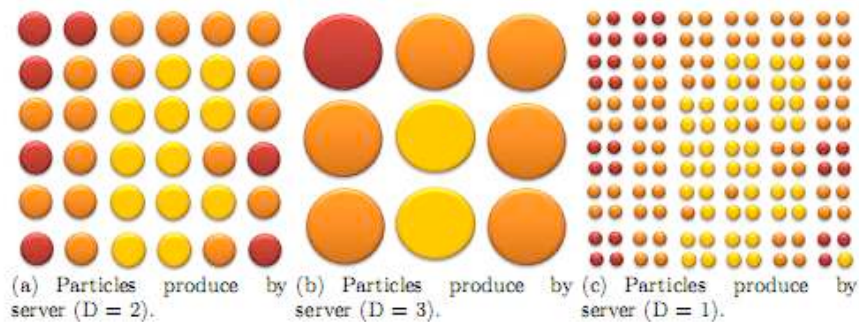 (a) Particles produce by
server (D = 2).
(b) Particles produce by
server (D = 3).
(c) Particles produce by
server (D = 1).